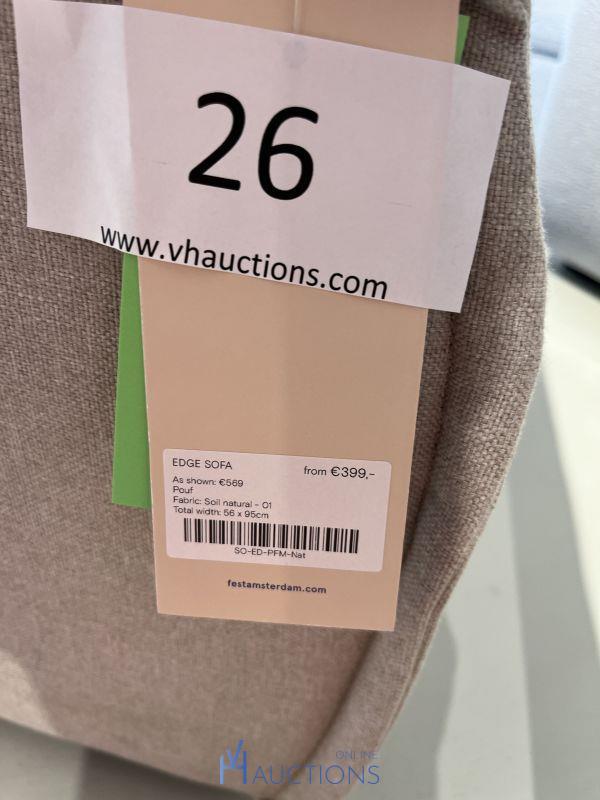 26
www.vhauctions.com
EDGE SOFA from €399,-
As shown: €569
Pouf
Fabric: Soil natural - 01
Total width: 56 x 95cm
SO-ED-PFM-Nat
festamsterdam.com
VH ONLINE
AUCTIONS